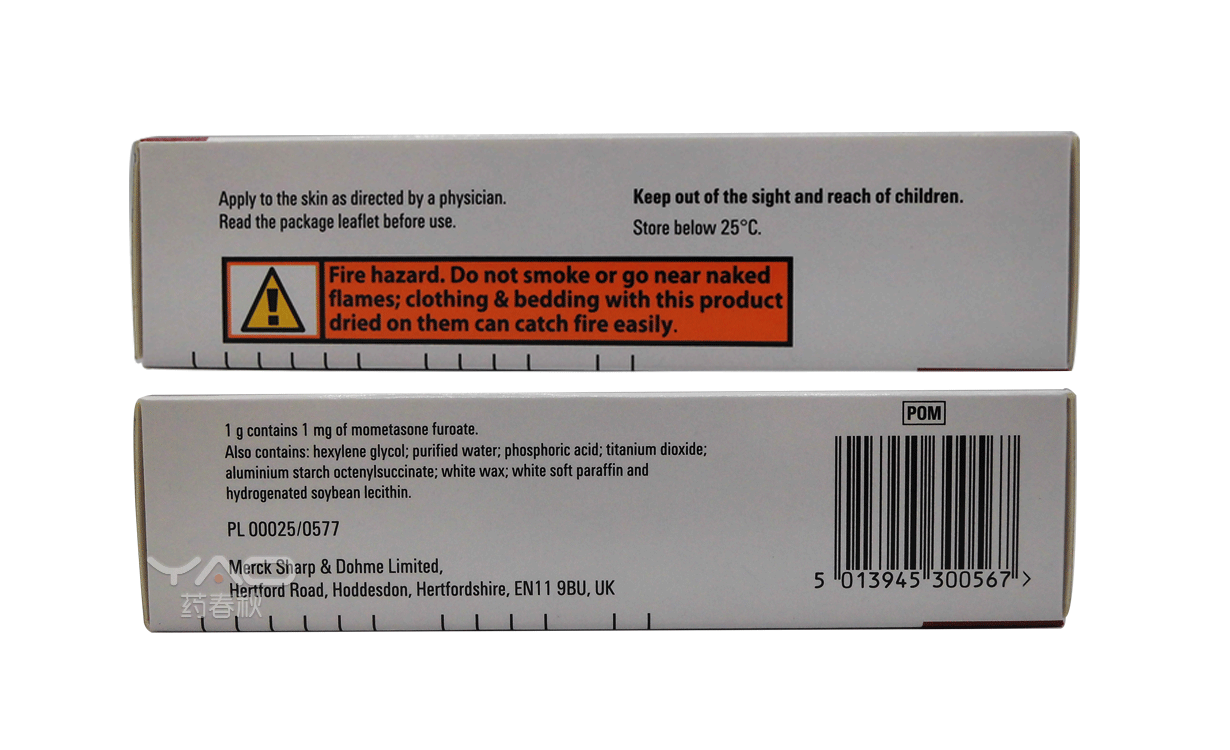 Apply to the skin as directed by a physician.
Read the package leaflet before use.
Keep out of the sight and reach of children.
Store below 25°C.
Fire hazard. Do not smoke or go near naked
flames; clothing & bedding with this product
dried on them can catch fire easily.
1 g contains 1 mg of mometasone furoate.
Also contains: hexylene glycol; purified water; phosphoric acid; titanium dioxide;
aluminium starch octenylsuccinate; white wax; white soft paraffin and
hydrogenated soybean lecithin.
PL 00025/0577
Merck Sharp & Dohme Limited,
Hertford Road, Hoddesdon, Hertfordshire, EN11 9BU, UK
POM
5 013945 300567 >
YAO
药春秋